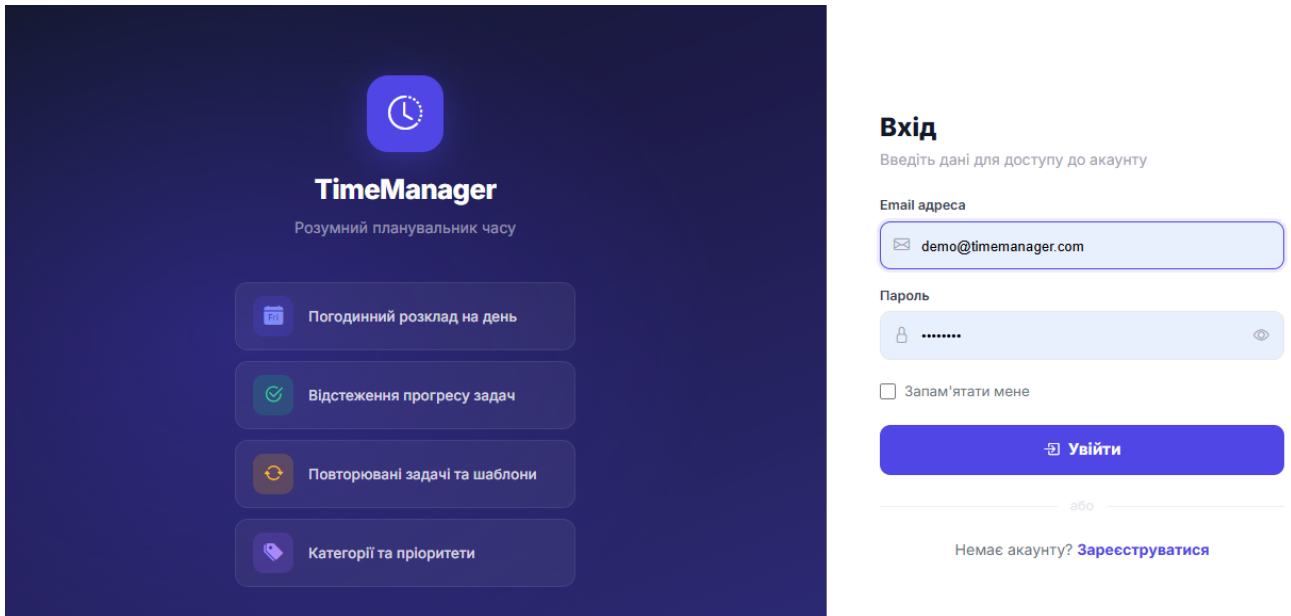 TimeManager
Розумний планувальник часу
Fri
Погодинний розклад на день
Відстеження прогресу задач
Повторювані задачі та шаблони
Категорії та пріоритети
Вхід
Введіть дані для доступу до акаунту
Email адреса
demo@timemanager.com
Пароль
••••••••
Запам'ятати мене
Увійти
або
Немає акаунту? Зареєструватися